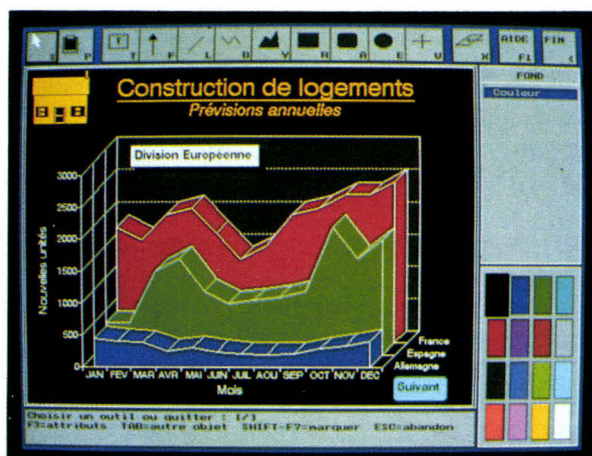 S P T F L B Y R A E U X AIDE F1 FIN
FOND
Couleur
Construction de logements
Prévisions annuelles
Division Européenne
3000
2500
2000
1500
1000
500
0
Nouvelles unités
JAN FEV MAR AVR MAI JUN JUIL AOU SEP OCT NOV DEC
Mois
France
Espagne
Allemagne
Suivant
Choisir un outil ou quitter : [/]
F3=attributs TAB=autre objet SHIFT-F7=marquer ESC=abandon